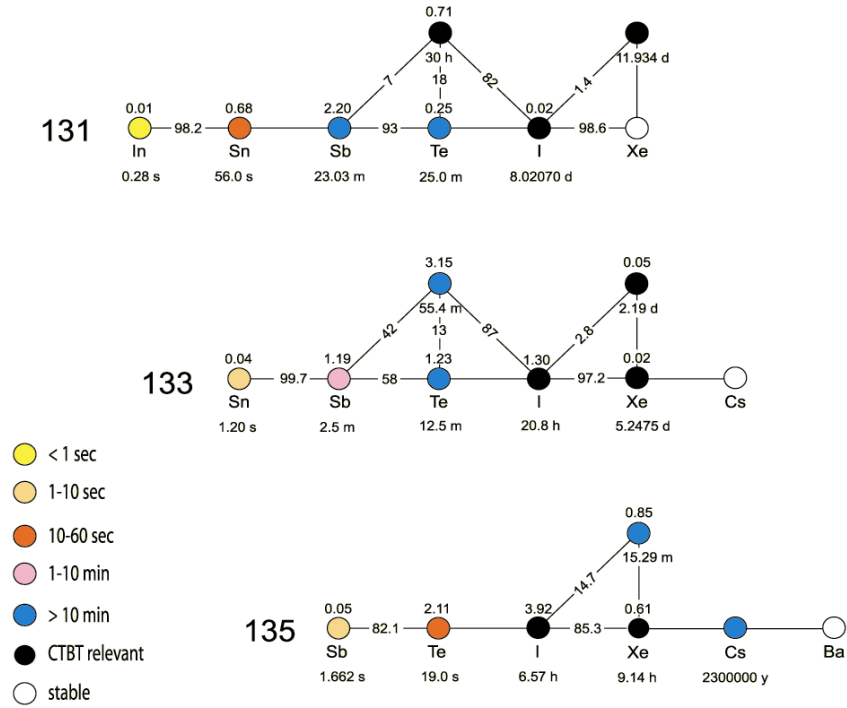 0.71
30 h
11.934 d
7
18
82
1.4
0.01
0.68
2.20
0.25
0.02
131
98.2
93
98.6
In
Sn
Sb
Te
I
Xe
0.28 s
56.0 s
23.03 m
25.0 m
8.02070 d
3.15
0.05
55.4 m
2.19 d
42
13
87
2.8
0.04
1.19
1.23
1.30
0.02
133
99.7
58
97.2
Sn
Sb
Te
I
Xe
Cs
1.20 s
2.5 m
12.5 m
20.8 h
5.2475 d
< 1 sec
1-10 sec
10-60 sec
1-10 min
> 10 min
CTBT relevant
stable
0.85
15.29 m
14.7
0.05
2.11
3.92
0.61
135
82.1
85.3
Sb
Te
I
Xe
Cs
Ba
1.662 s
19.0 s
6.57 h
9.14 h
2300000 y